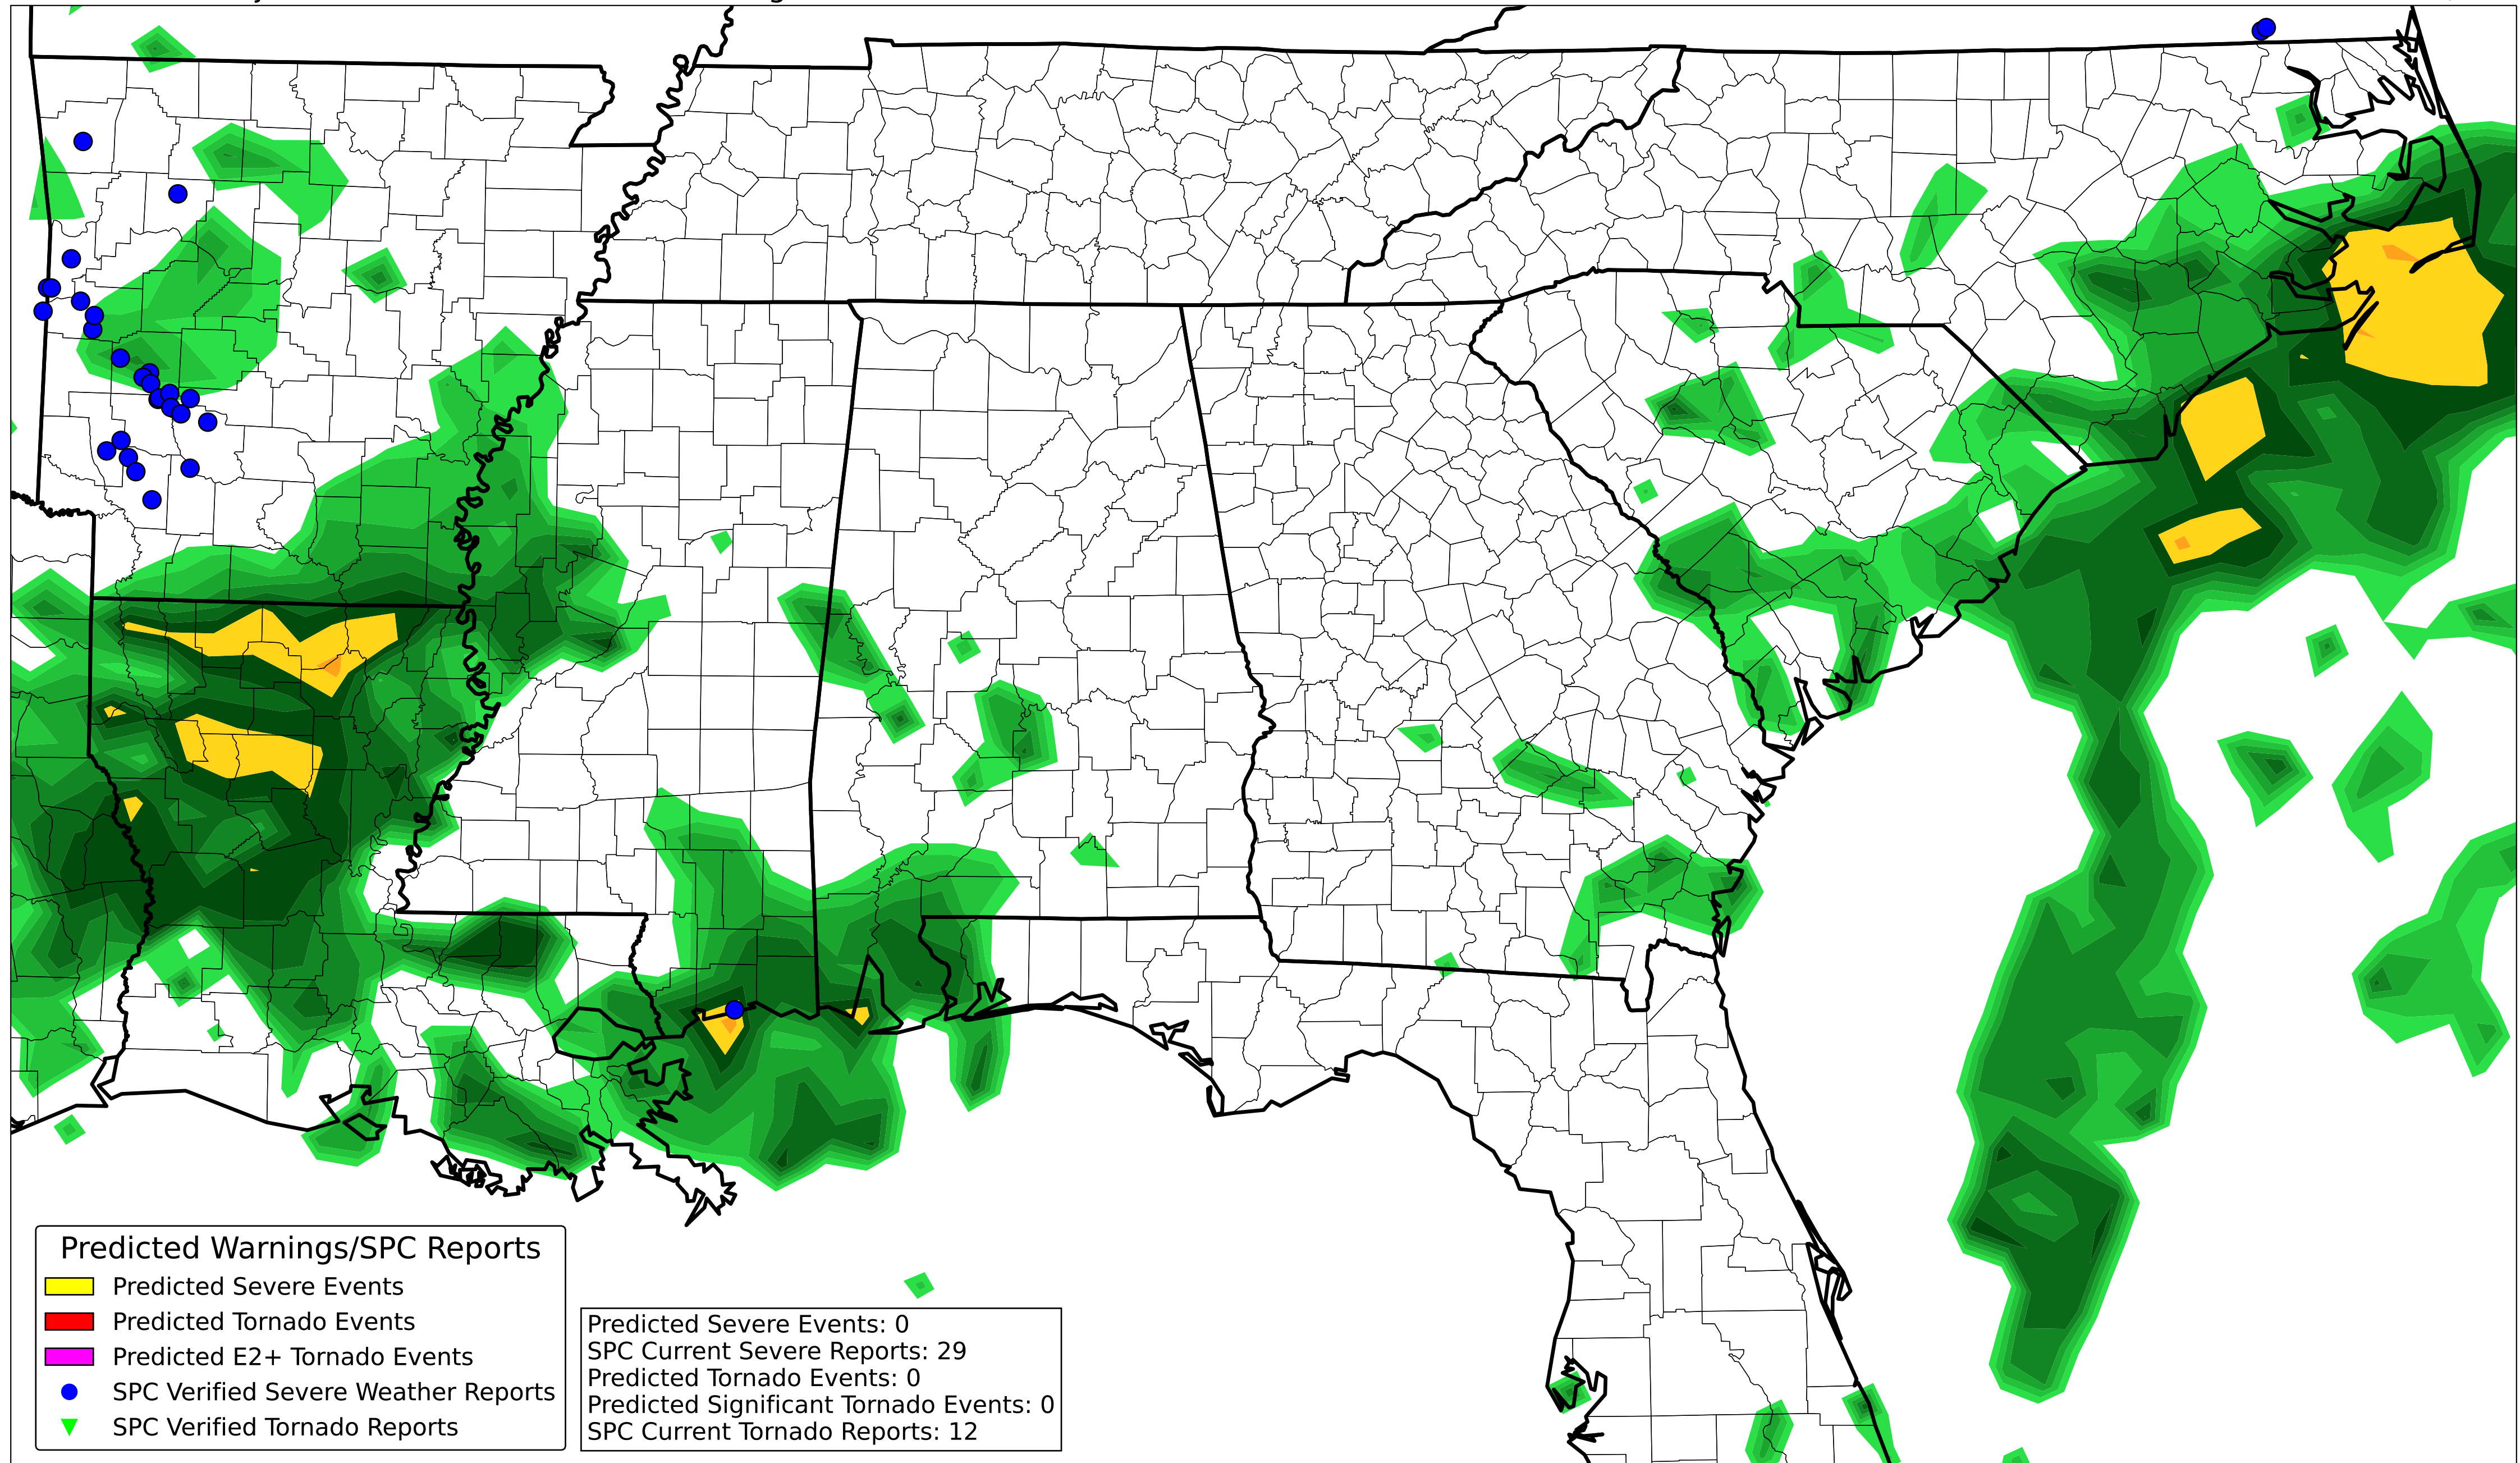 Predicted Warnings/SPC Reports
Predicted Severe Events
Predicted Tornado Events
Predicted E2+ Tornado Events
SPC Verified Severe Weather Reports
SPC Verified Tornado Reports
Predicted Severe Events: 0
SPC Current Severe Reports: 29
Predicted Tornado Events: 0
Predicted Significant Tornado Events: 0
SPC Current Tornado Reports: 12